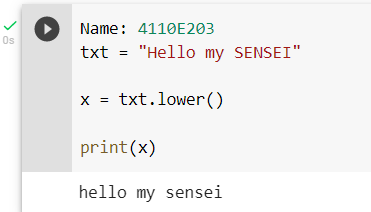 0s
Name: 4110E203
txt = "Hello my SENSEI"
x = txt.lower()
print(x)
hello my sensei